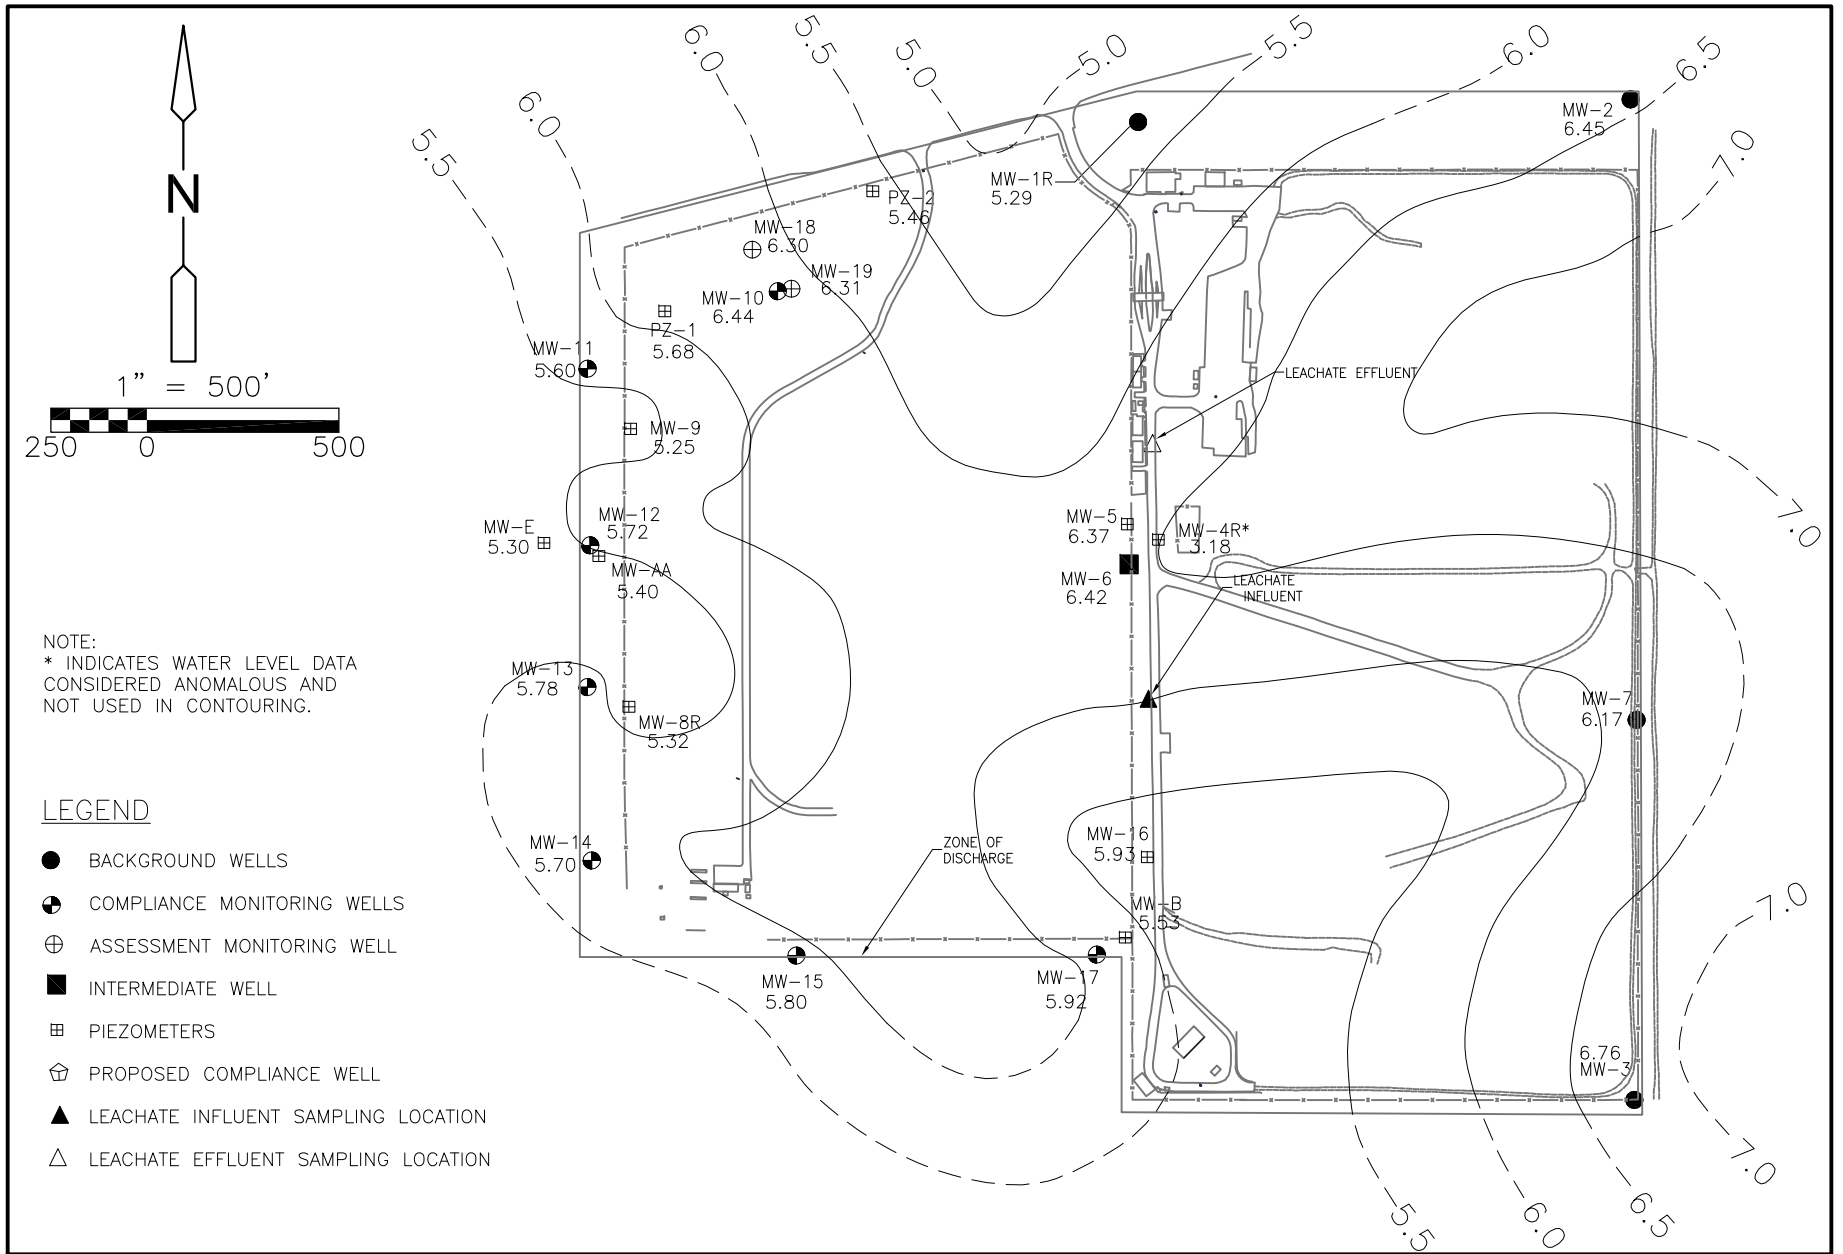 6.0
5.5
5.0
5.0
5.5
6.0
6.5
6.0
5.5
7.0
N
1" = 500'
250 0 500
MW-2
6.45
MW-1R
5.29
PZ-2
5.46
MW-18
6.30
MW-19
6.31
MW-10
6.44
PZ-1
5.68
MW-11
5.60
MW-9
5.25
LEACHATE EFFLUENT
MW-E
5.30
MW-12
5.72
MW-AA
5.40
MW-5
6.37
MW-4R*
3.18
7.0
MW-6
6.42
LEACHATE
INFLUENT
NOTE:
* INDICATES WATER LEVEL DATA
CONSIDERED ANOMALOUS AND
NOT USED IN CONTOURING.
MW-13
5.78
MW-8R
5.32
MW-7
6.17
LEGEND
BACKGROUND WELLS
COMPLIANCE MONITORING WELLS
ASSESSMENT MONITORING WELL
INTERMEDIATE WELL
PIEZOMETERS
PROPOSED COMPLIANCE WELL
LEACHATE INFLUENT SAMPLING LOCATION
LEACHATE EFFLUENT SAMPLING LOCATION
MW-14
5.70
ZONE OF
DISCHARGE
MW-16
5.93
MW-B
5.53
7.0
MW-15
5.80
MW-17
5.92
6.76
MW-3
7.0
5.5
6.0
6.5